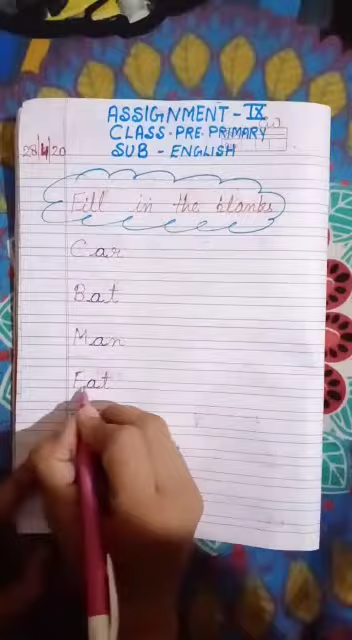 ASSIGNMENT - IX
CLASS - PRE - PRIMARY
28|4|20 SUB - ENGLISH
Fill in the blanks
Car
Bat
Man
Fat